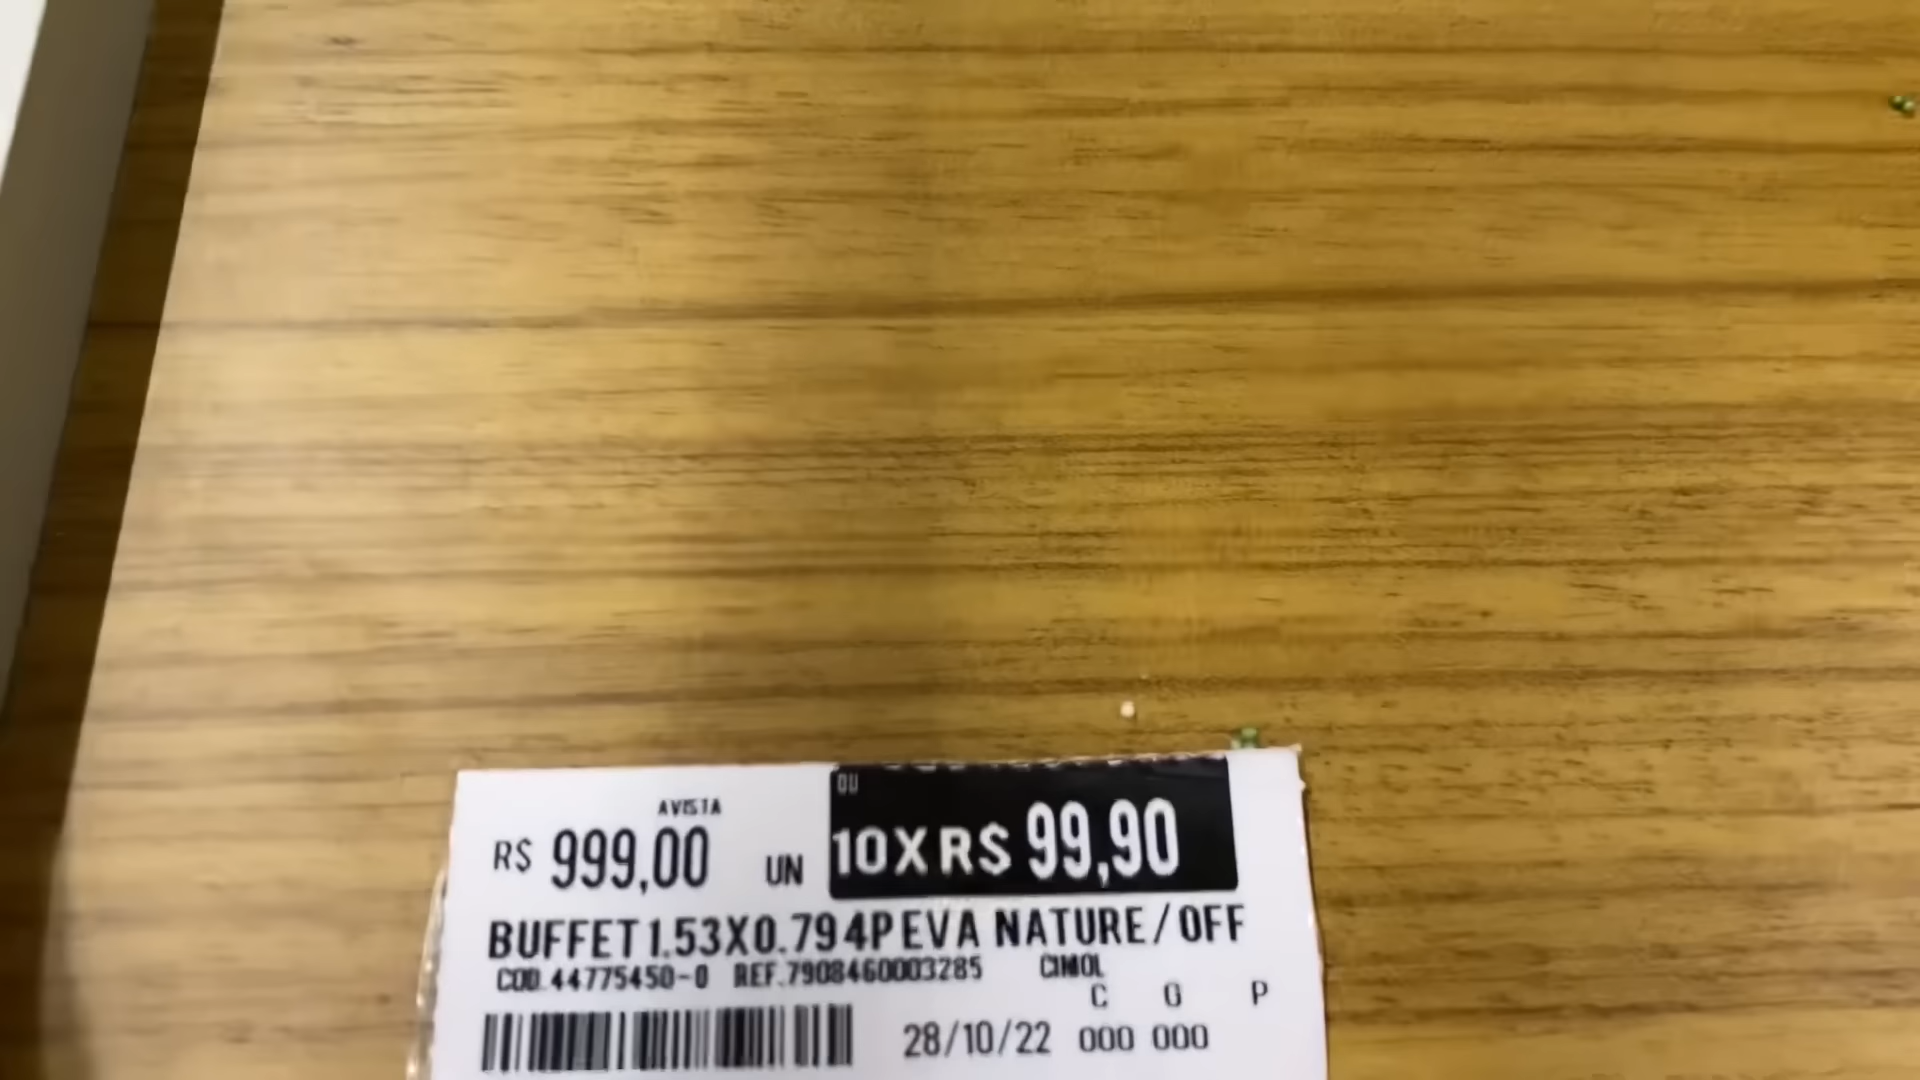 AVISTA
R$ 999,00 UN
OU
10X R$ 99,90
BUFFET 1.53X0.79 4P EVA NATURE/OFF
COD.44775450-0 REF.7908460003285 CIMOL
C G P
28/10/22 000 000